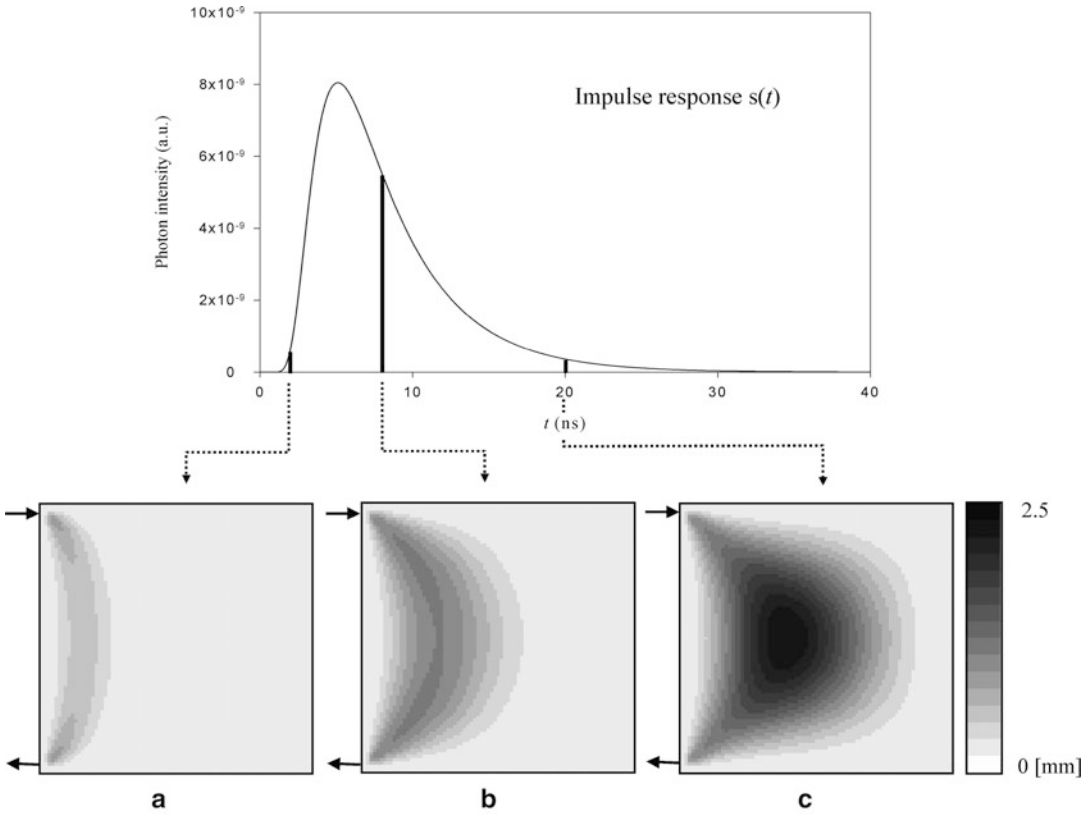 10x10⁻⁹
8x10⁻⁹
6x10⁻⁹
4x10⁻⁹
2x10⁻⁹
0
Photon intensity (a.u.)
Impulse response s(t)
0 10 20 30 40
t (ns)
2.5
0 [mm]
a b c